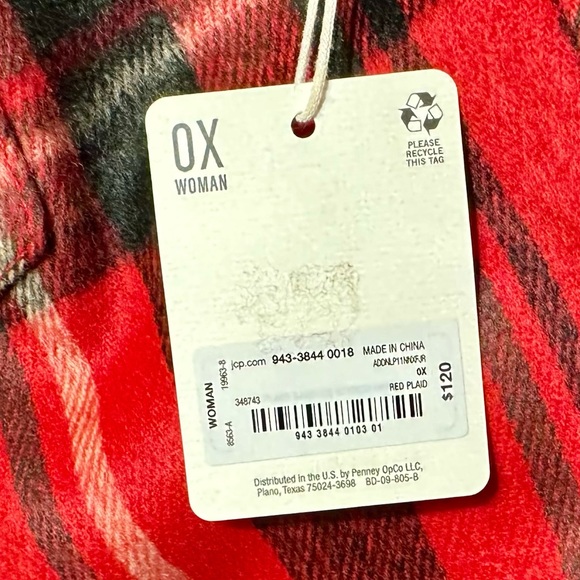 0X
WOMAN
PLEASE
RECYCLE
THIS TAG
WOMAN
8563-A 19963-8
jcp.com 943-3844 0018 MADE IN CHINA
ADDNLP11NNXFJR
0X
RED PLAID
348743
$120
943 3844 0103 01
Distributed in the U.S. by Penney OpCo LLC,
Plano, Texas 75024-3698 BD-09-805-B